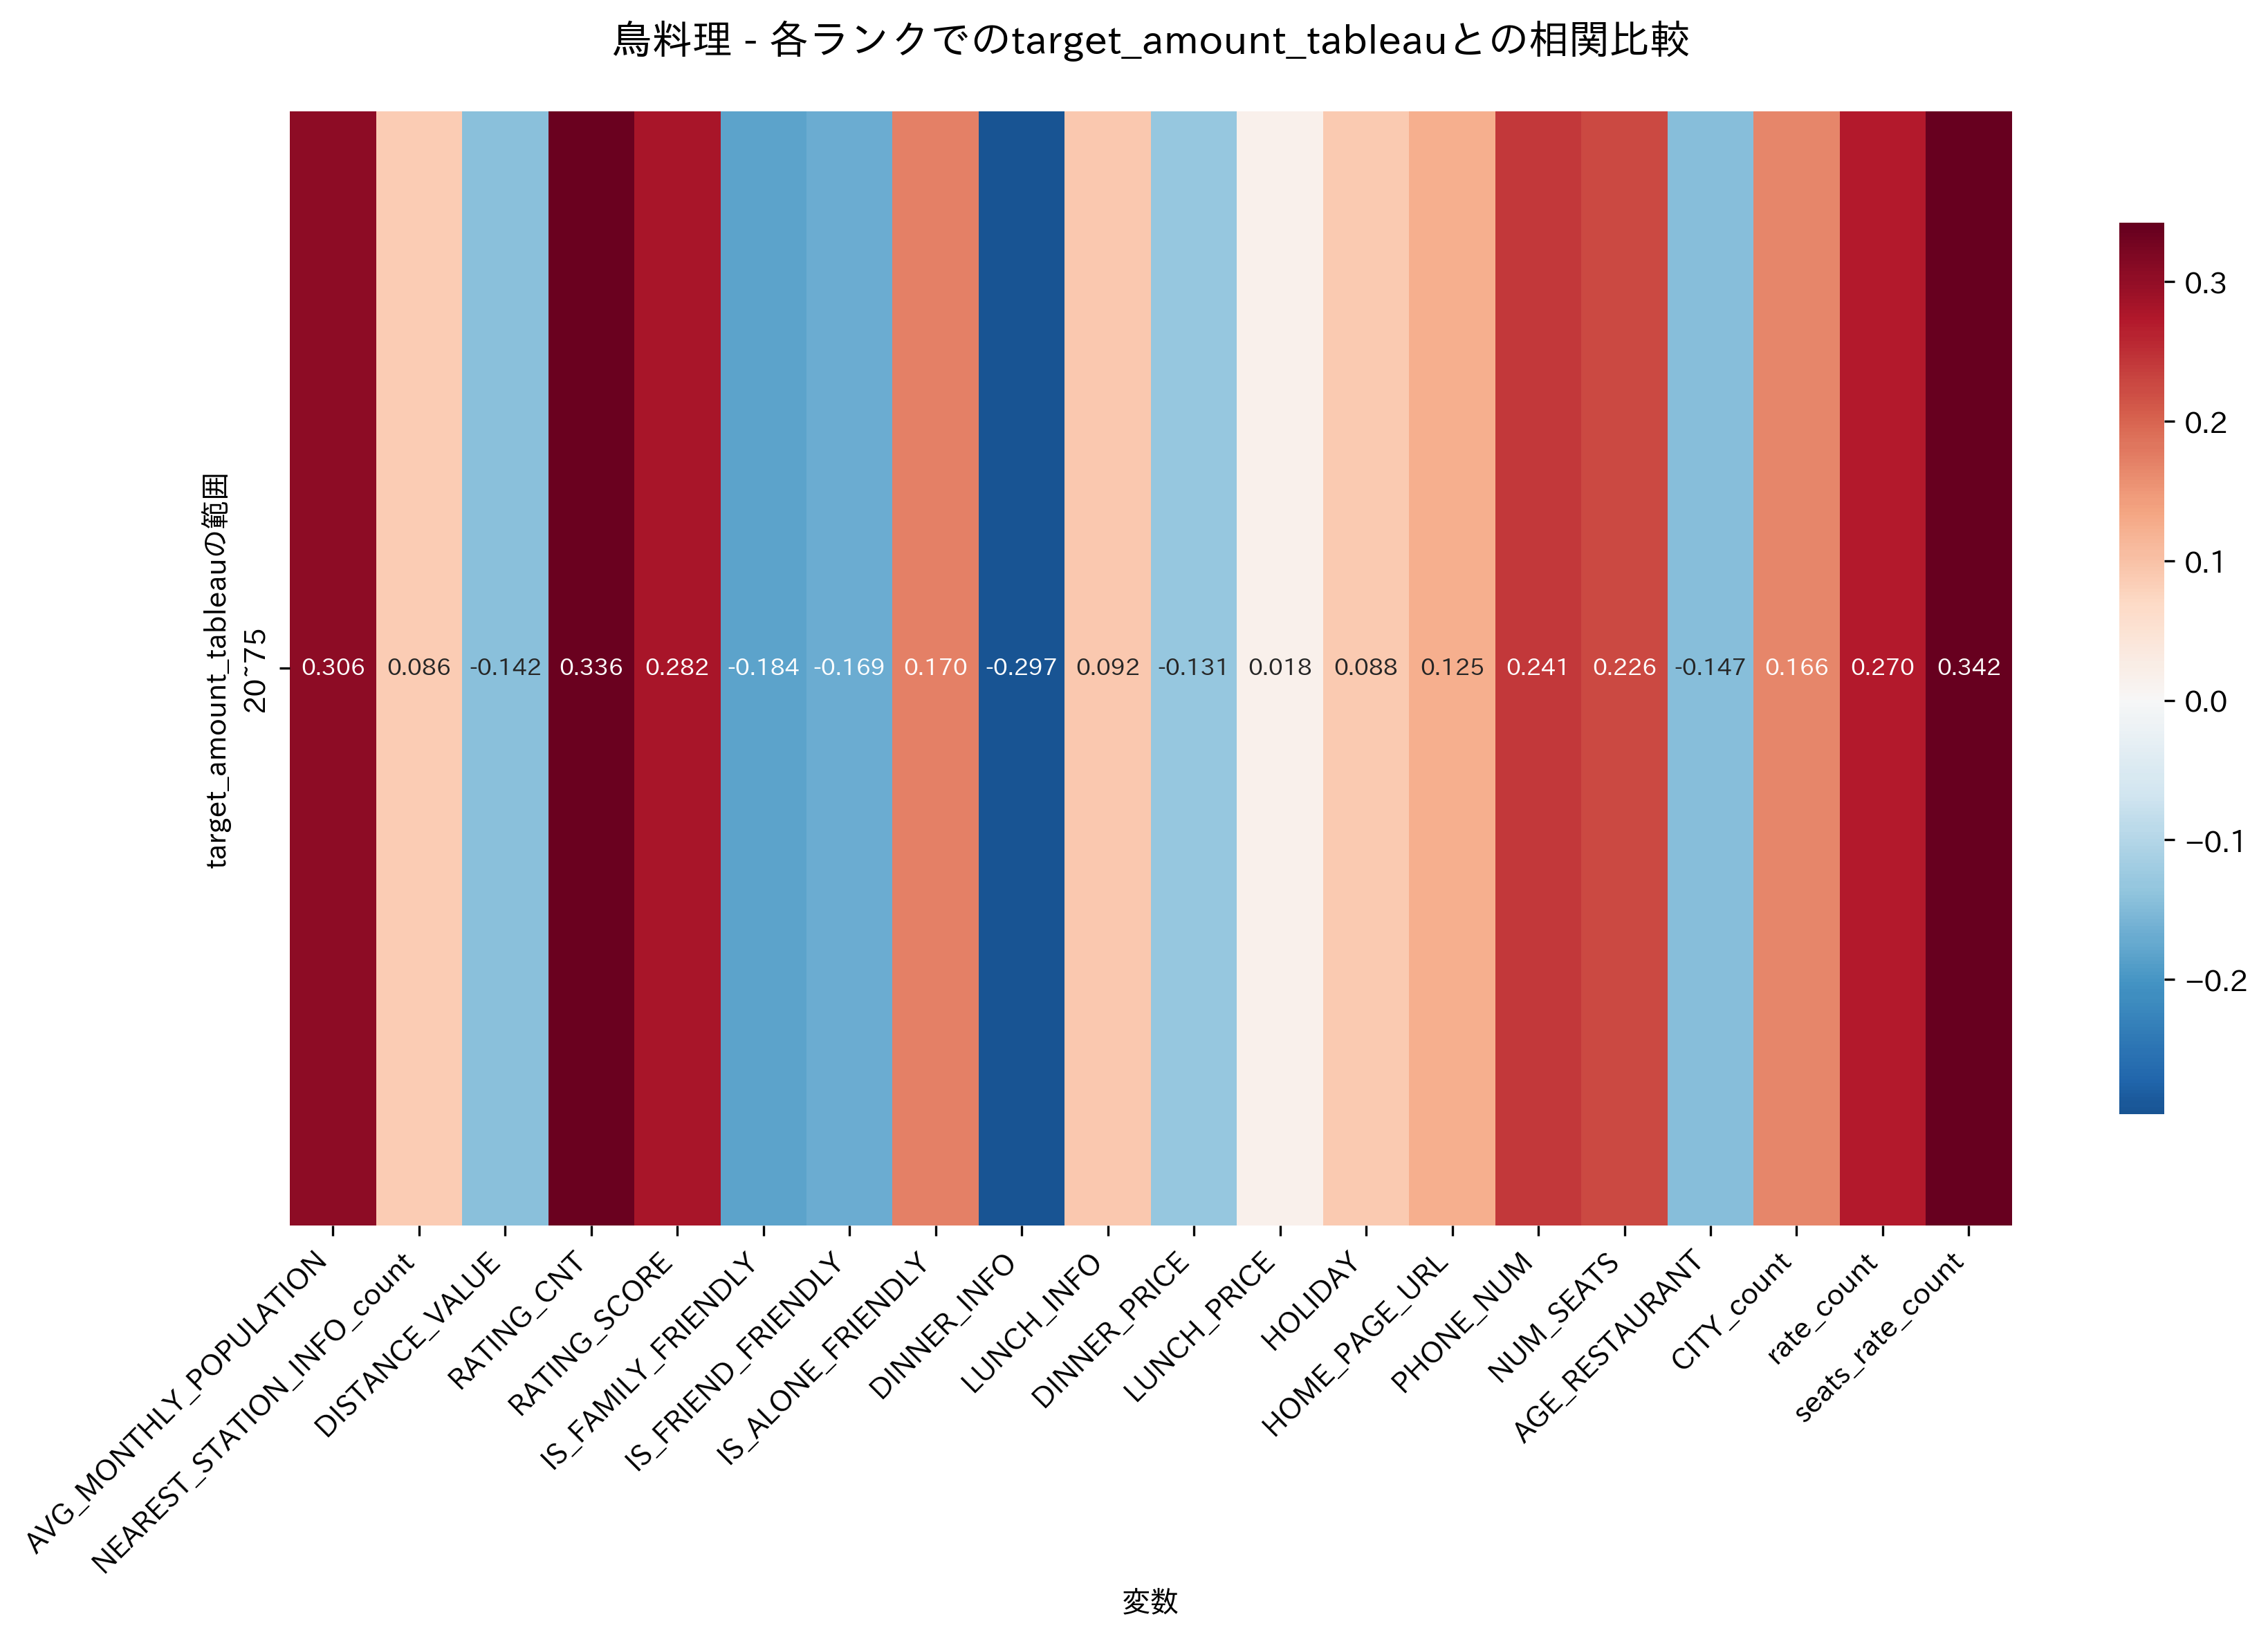 鳥料理 - 各ランクでのtarget_amount_tableauとの相関比較
target_amount_tableauの範囲
20~75
0.306 0.086 -0.142 0.336 0.282 -0.184 -0.169 0.170 -0.297 0.092 -0.131 0.018 0.088 0.125 0.241 0.226 -0.147 0.166 0.270 0.342
AVG_MONTHLY_POPULATION
NEAREST_STATION_INFO_count
DISTANCE_VALUE
RATING_CNT
RATING_SCORE
IS_FAMILY_FRIENDLY
IS_FRIEND_FRIENDLY
IS_ALONE_FRIENDLY
DINNER_INFO
LUNCH_INFO
DINNER_PRICE
LUNCH_PRICE
HOLIDAY
HOME_PAGE_URL
PHONE_NUM
NUM_SEATS
AGE_RESTAURANT
CITY_count
rate_count
seats_rate_count
変数
0.3
0.2
0.1
0.0
−0.1
−0.2